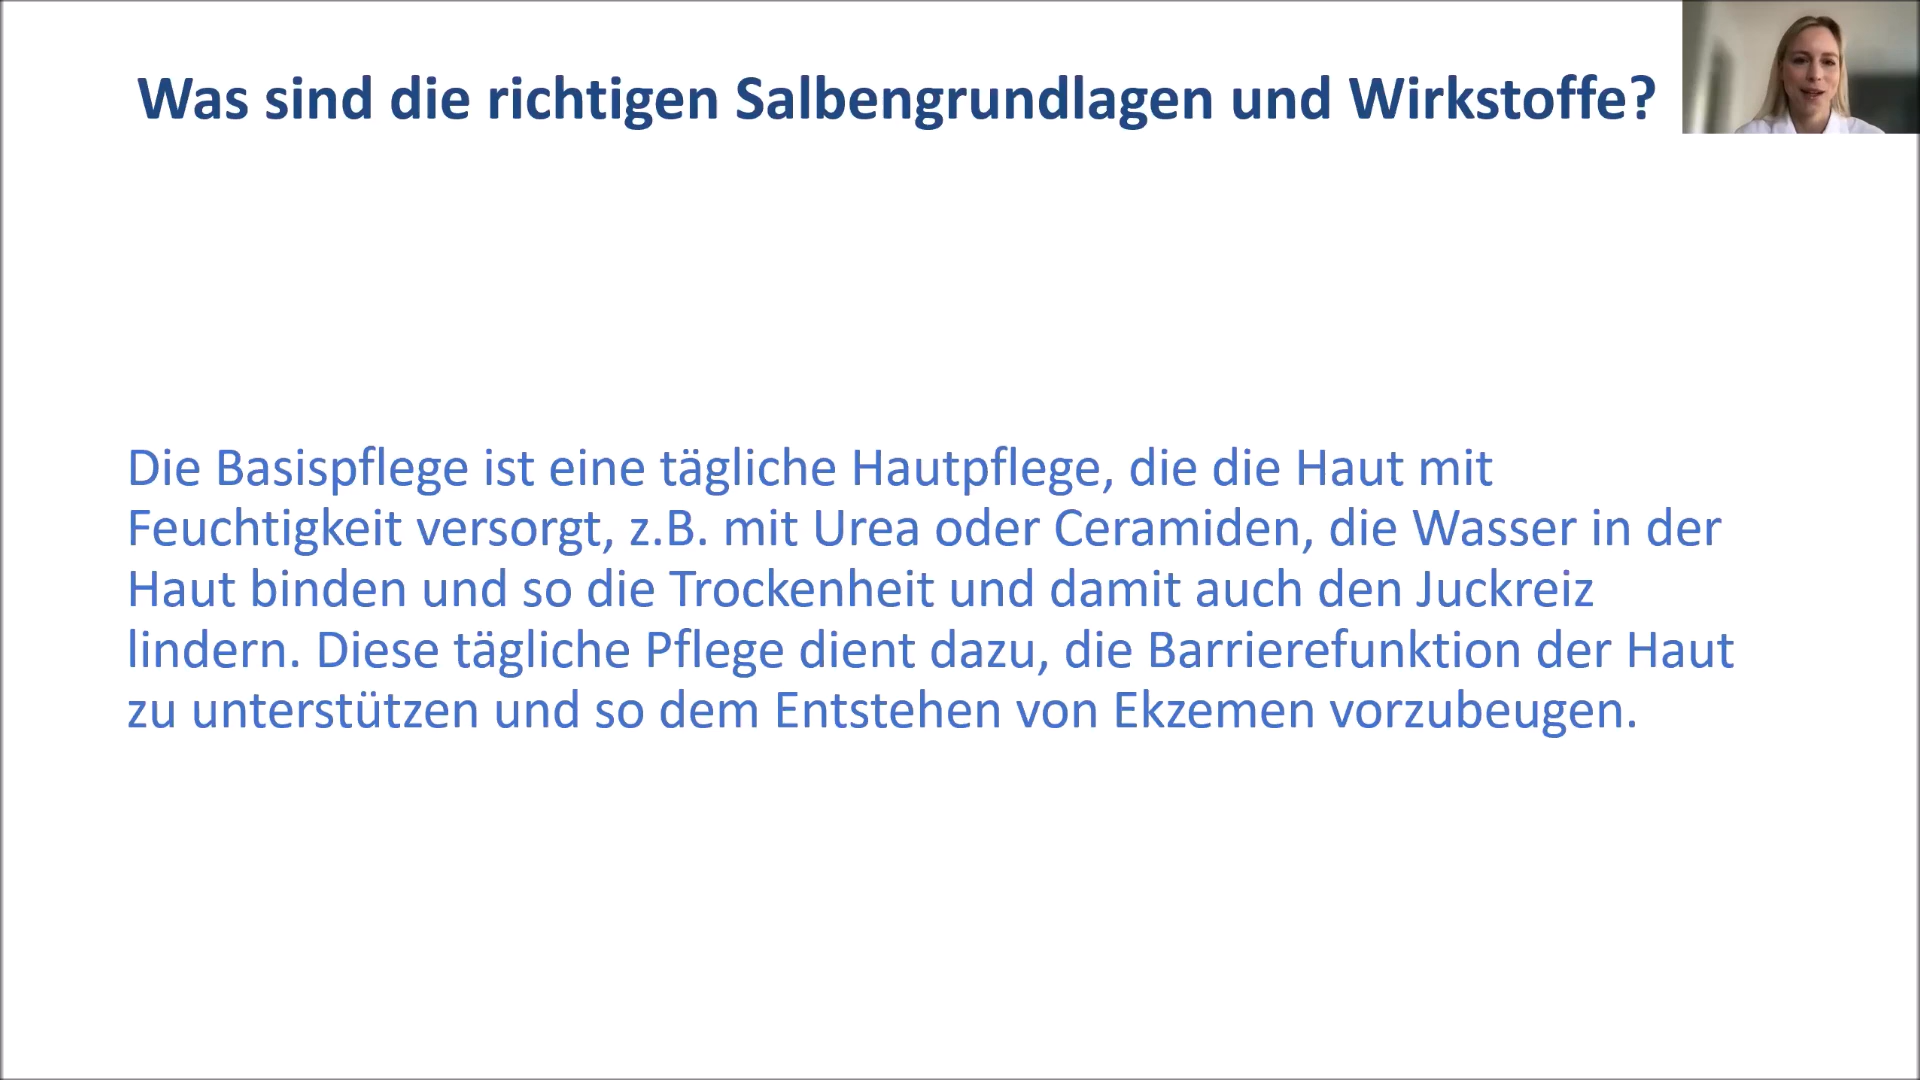 Was sind die richtigen Salbengrundlagen und Wirkstoffe?
Die Basispflege ist eine tägliche Hautpflege, die die Haut mit
Feuchtigkeit versorgt, z.B. mit Urea oder Ceramiden, die Wasser in der
Haut binden und so die Trockenheit und damit auch den Juckreiz
lindern. Diese tägliche Pflege dient dazu, die Barrierefunktion der Haut
zu unterstützen und so dem Entstehen von Ekzemen vorzubeugen.